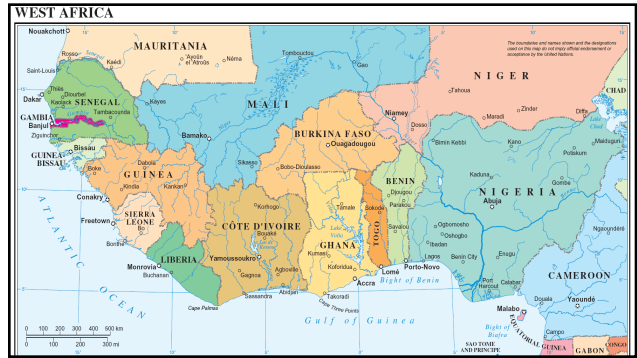 WEST AFRICA
Nouakchott
MAURITANIA
Rosso
Senegal
Kaédi
'Ayoûn
el 'Atroûs
Néma
Tombouctou
Gao
The boundaries and names shown and the designations
used on this map do not imply official endorsement or
acceptance by the United Nations.
NIGER
CHAD
Saint-Louis
Dakar
Thiès
Diourbel
Kaolack
SENEGAL
Tambacounda
GAMBIA
Banjul
Ziguinchor
Kayes
MALI
Bamako
Sikasso
Tahoua
Zinder
Maradi
Diffa
Lake
Chad
Niamey
Dosso
GUINEA-
BISSAU
Bissau
BURKINA FASO
Ouagadougou
Bobo-Dioulasso
Birnin Kebbi
Kano
Potiskum
Maiduguri
Boke
GUINEA
Dabola
Kindia
Kankan
Conakry
BENIN
Djougou
Parakou
Savalou
Kaduna
Gombe
NIGERIA
Abuja
Freetown
SIERRA
LEONE
Bo
Bonthe
Korhogo
CÔTE D'IVOIRE
Bouaké
Yamoussoukro
Gagnoa
Agboville
Sassandra
Abidjan
Tamale
Lake
Volta
GHANA
Kumasi
Koforidua
Accra
Takoradi
Sokodé
TOGO
Lomé
Porto-Novo
Ogbomosho
Oshogbo
Ibadan
Lagos
Benin City
Enugu
Ngaoundéré
LIBERIA
Monrovia
Buchanan
Cape Palmas
Cape Three Points
Bight of Benin
Port
Harcourt
Calabar
CAMEROON
Douala
Yaoundé
Malabo
Bight of
Biafra
Campo
EQUATORIAL GUINEA
GABON
CONGO
SAO TOME
AND PRINCIPE
ATLANTIC OCEAN
Gulf of Guinea
0 100 200 300 400 500 km
0 100 200 300 mi